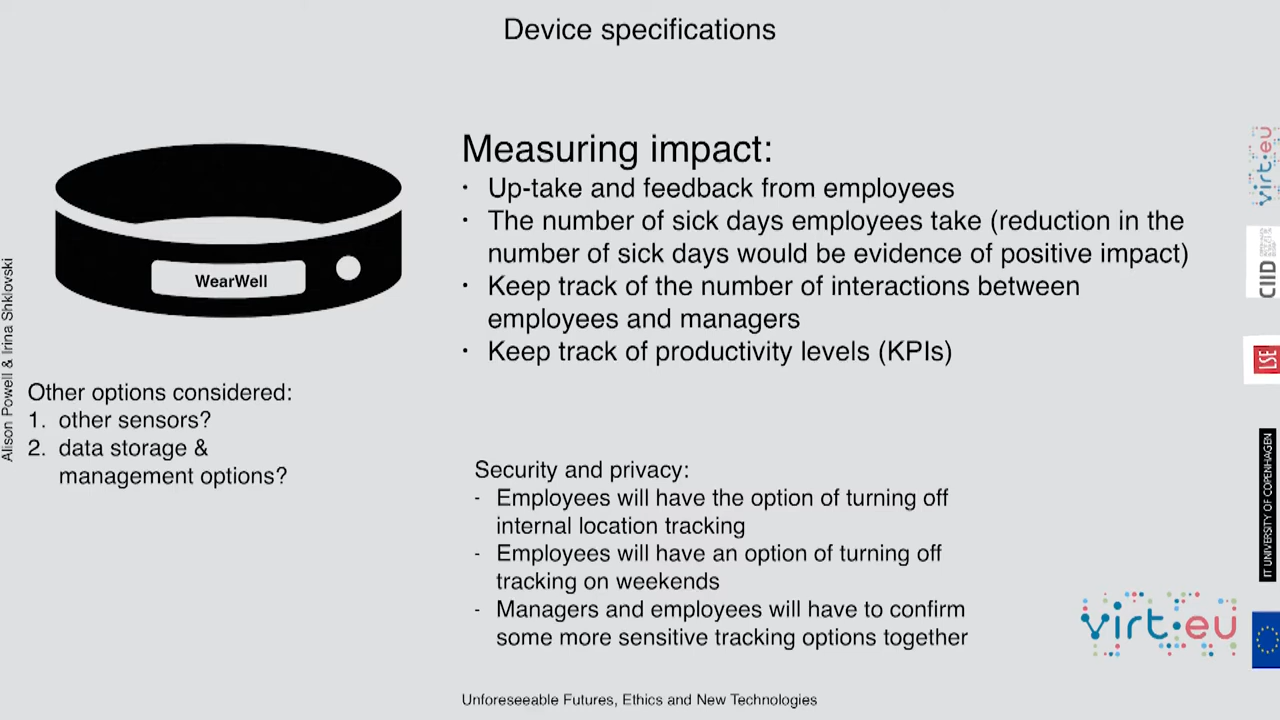 Device specifications
Measuring impact:
· Up-take and feedback from employees
· The number of sick days employees take (reduction in the
number of sick days would be evidence of positive impact)
· Keep track of the number of interactions between
employees and managers
· Keep track of productivity levels (KPIs)
WearWell
Other options considered:
1. other sensors?
2. data storage &
management options?
Security and privacy:
- Employees will have the option of turning off
internal location tracking
- Employees will have an option of turning off
tracking on weekends
- Managers and employees will have to confirm
some more sensitive tracking options together
Unforeseeable Futures, Ethics and New Technologies
Alison Powell & Irina Shklovski
virt:eu
CIID
LSE
IT UNIVERSITY OF COPENHAGEN
virt:eu